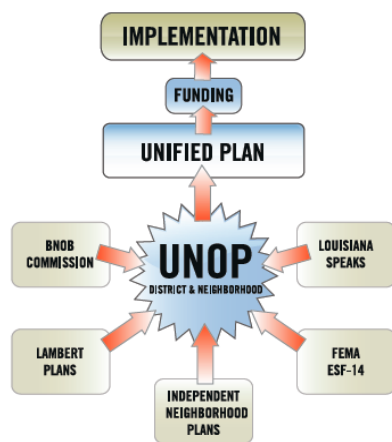 IMPLEMENTATION
FUNDING
UNIFIED PLAN
BNOB
COMMISSION
UNOP
DISTRICT & NEIGHBORHOOD
LOUISIANA
SPEAKS
LAMBERT
PLANS
INDEPENDENT
NEIGHBORHOOD
PLANS
FEMA
ESF-14